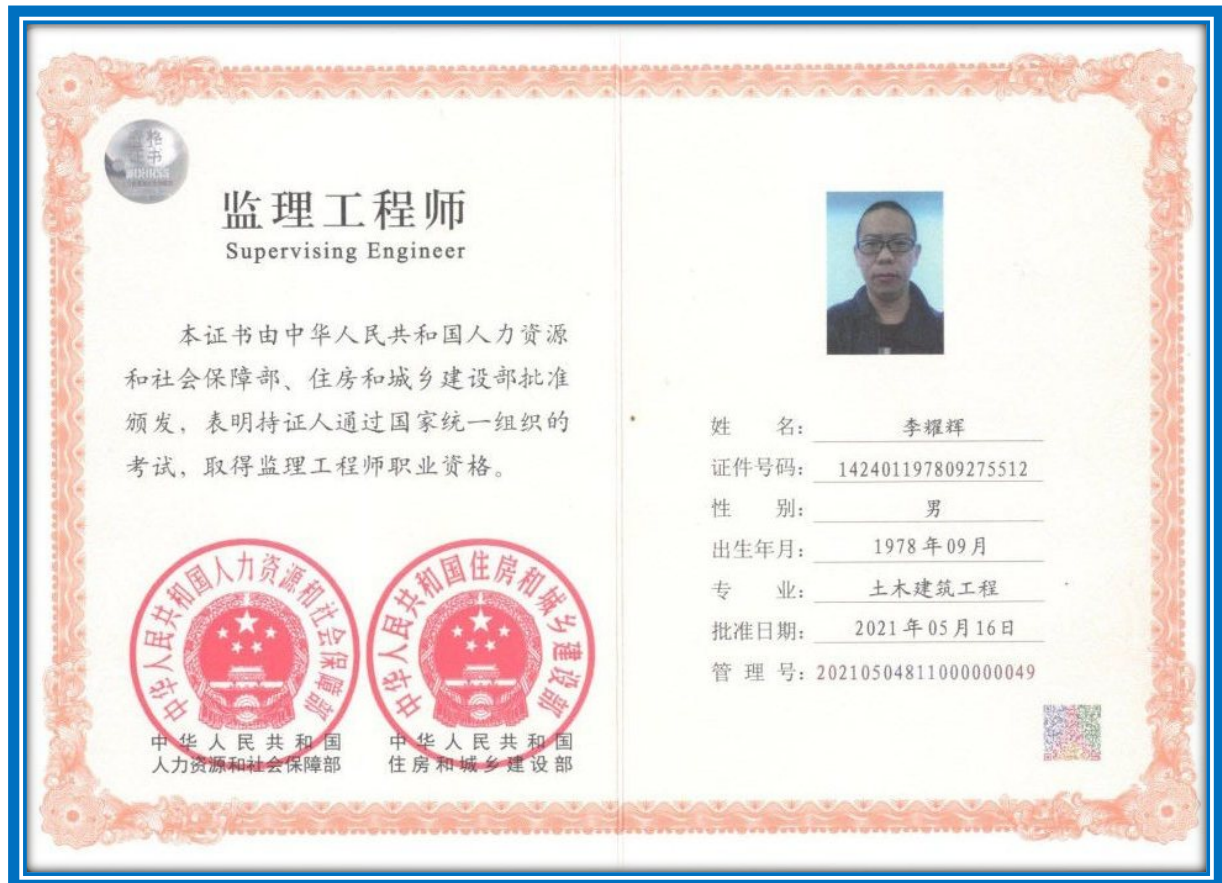 资格
证书
监理工程师
Supervising Engineer
本证书由中华人民共和国人力资源
和社会保障部、住房和城乡建设部批准
颁发，表明持证人通过国家统一组织的
考试，取得监理工程师职业资格。
中华人民共和国人力资源和社会保障部
中华人民共和国住房和城乡建设部
中华人民共和国
人力资源和社会保障部
中华人民共和国
住房和城乡建设部
姓 名：李耀辉
证件号码：142401197809275512
性 别：男
出生年月：1978年09月
专 业：土木建筑工程
批准日期：2021年05月16日
管 理 号：20210504811000000049